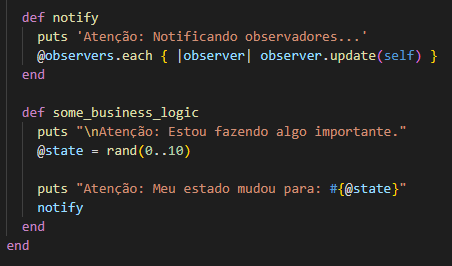 def notify
puts 'Atenção: Notificando observadores...'
@observers.each { |observer| observer.update(self) }
end
def some_business_logic
puts "\nAtenção: Estou fazendo algo importante."
@state = rand(0..10)
puts "Atenção: Meu estado mudou para: #{@state}"
notify
end
end